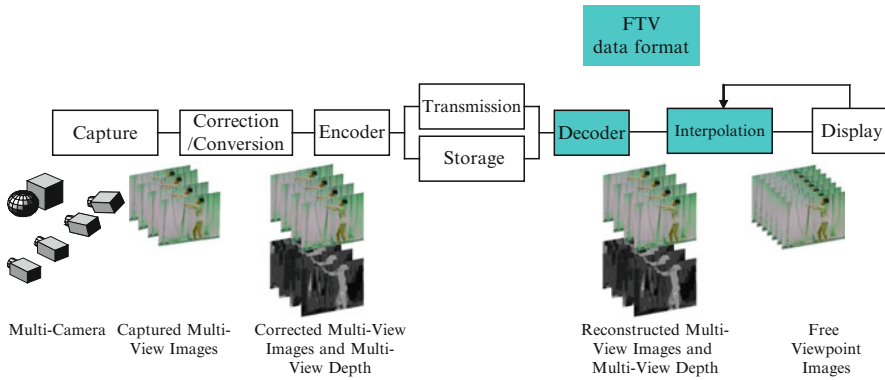 FTV
data format
Capture
Correction
/Conversion
Encoder
Transmission
Storage
Decoder
Interpolation
Display
Multi-Camera
Captured Multi-
View Images
Corrected Multi-View
Images and Multi-
View Depth
Reconstructed Multi-
View Images and
Multi-View Depth
Free
Viewpoint
Images